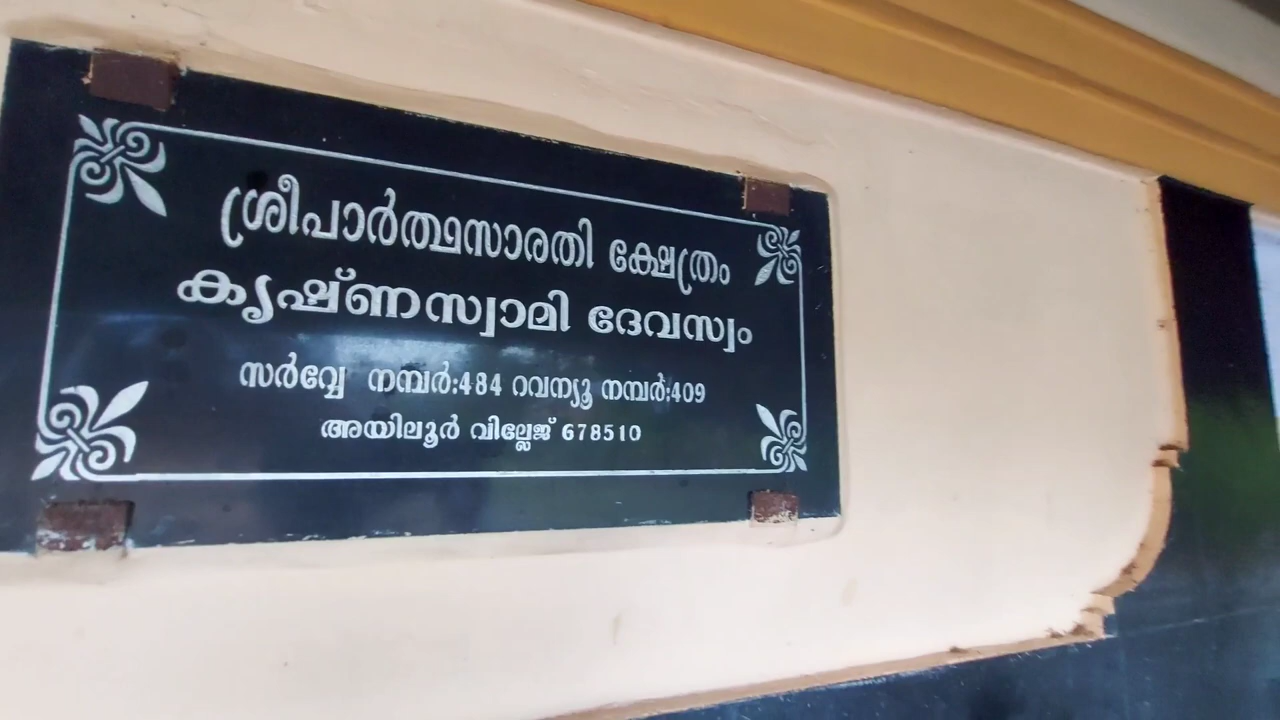 ശ്രീപാർത്ഥസാരതി ക്ഷേത്രം
കൃഷ്ണസ്വാമി ദേവസ്വം
സർവ്വേ നമ്പർ:484 റവന്യൂ നമ്പർ:409
അയിലൂർ വില്ലേജ് 678510